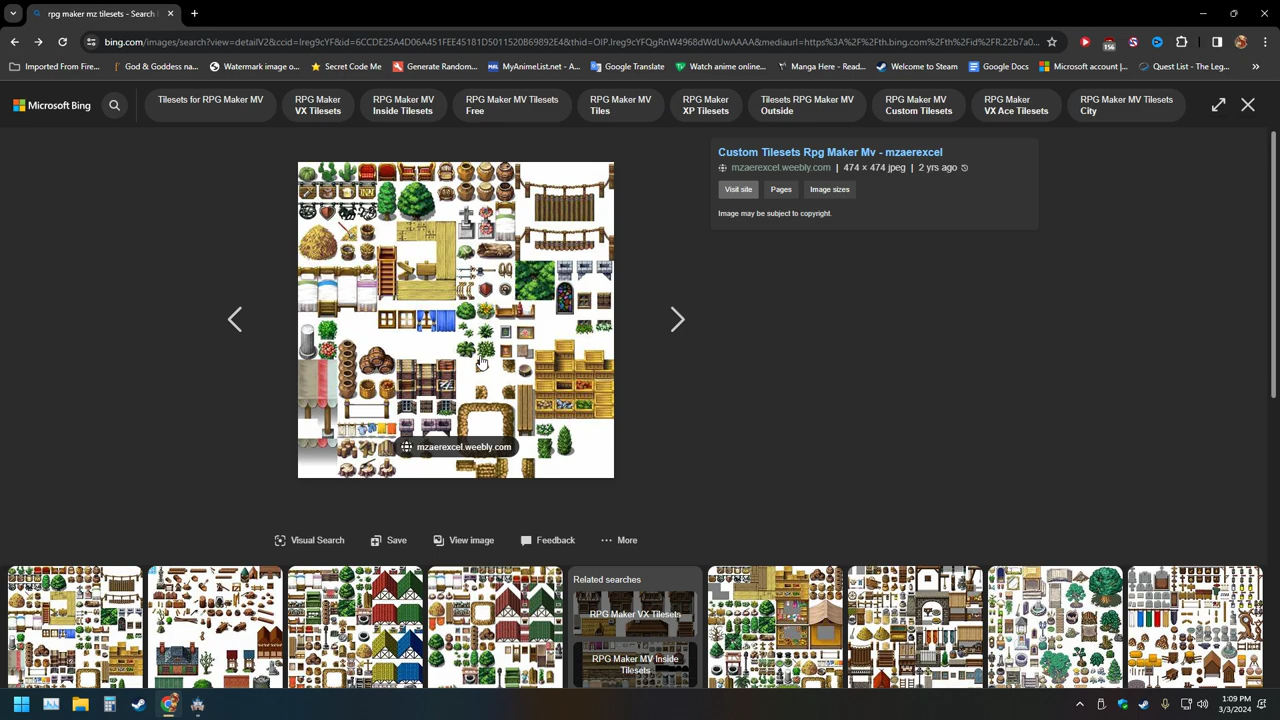 rpg maker mz tilesets - Search I
bing.com/images/search?view=detailV2&ccid=Ireg9cYF&id=6CCDE25A4D06A451FEE45181D5011520B69892E4&thid=OIP.Ireg9cYFQgRnW4968dWdUwAAAA&mediaurl=https%3A%2F%2Fth.bing.com%2Fth%2Fid%2FR.22b7a0...
156
Imported From Fire...
God & Goddess na...
Watermark image o...
Secret Code Me
Generate Random...
MAL
MyAnimeList.net - A...
Google Translate
Watch anime online...
Manga Here - Read...
Welcome to Steam
Google Docs
Microsoft account |...
Quest List - The Leg...
Microsoft Bing
Tilesets for RPG Maker MV
RPG Maker
VX Tilesets
RPG Maker MV
Inside Tilesets
RPG Maker MV Tilesets
Free
RPG Maker MV
Tiles
RPG Maker
XP Tilesets
Tilesets RPG Maker MV
Outside
RPG Maker MV
Custom Tilesets
RPG Maker
VX Ace Tilesets
RPG Maker MV Tilesets
City
Custom Tilesets Rpg Maker Mv - mzaerexcel
mzaerexcel.weebly.com | 474 × 474 jpeg | 2 yrs ago
Visit site
Pages
Image sizes
Image may be subject to copyright.
mzaerexcel.weebly.com
Visual Search
Save
View image
Feedback
More
Related searches
RPG Maker VX Tilesets
RPG Maker MV Inside
Tilesets
1:09 PM
3/3/2024